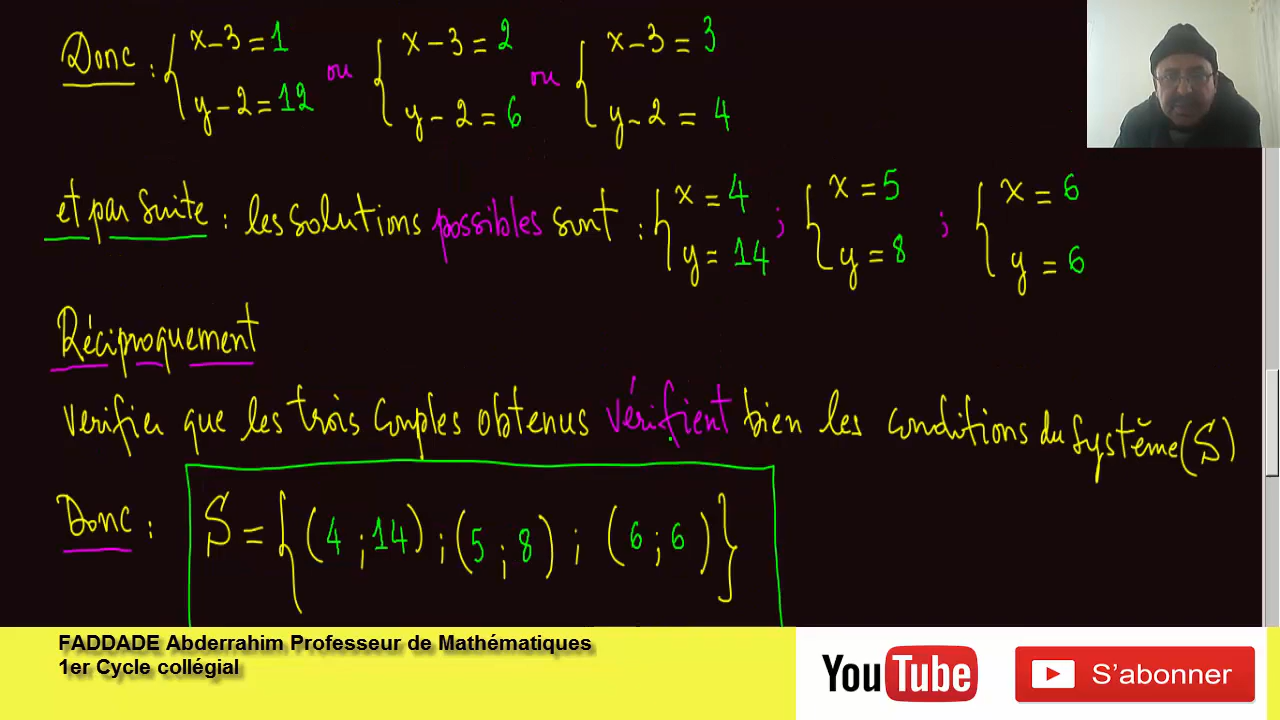 Donc : { x-3 = 1 ou { x-3 = 2 ou { x-3 = 3
y-2 = 12 y-2 = 6 y-2 = 4
et par suite : les solutions possibles sont : { x = 4 ; { x = 5 ; { x = 6
y = 14 y = 8 y = 6
Réciproquement
verifier que les trois couples obtenus vérifient bien les conditions du système (S)
Donc : S = {(4 ; 14) ; (5 ; 8) ; (6 ; 6)}
FADDADE Abderrahim Professeur de Mathématiques
1er Cycle collégial
YouTube
S'abonner